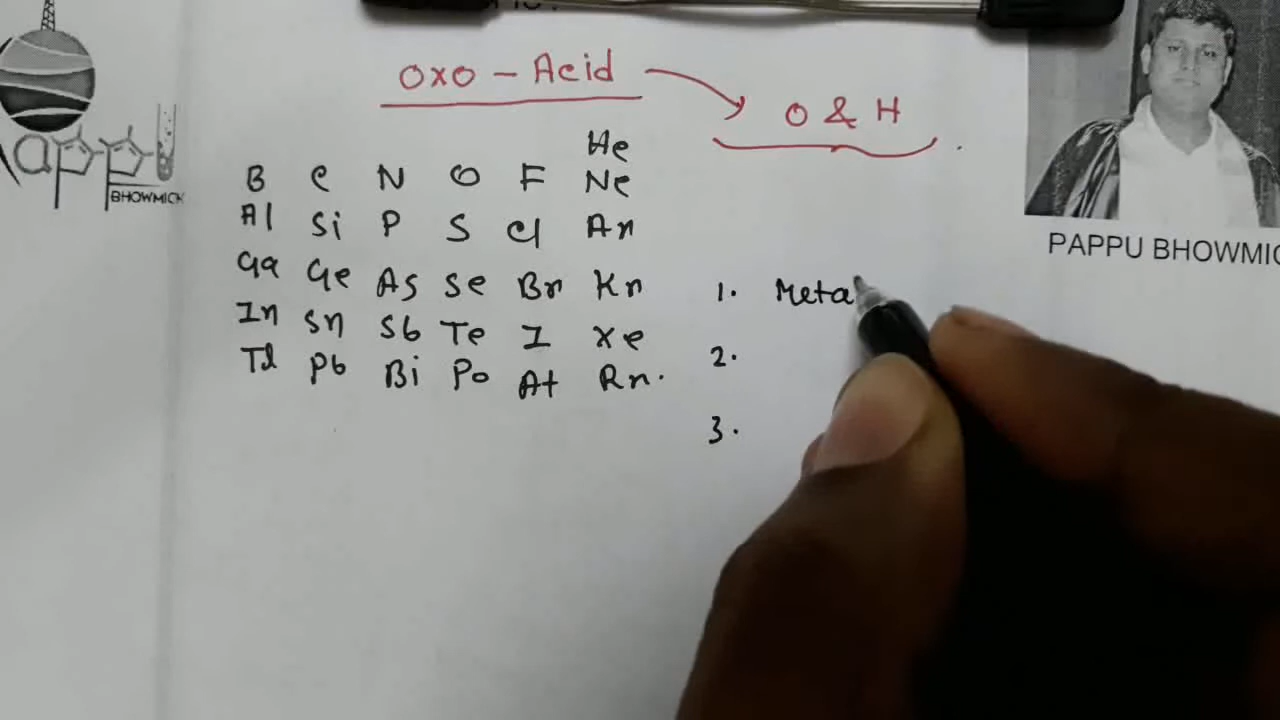 Oxo - Acid
O & H
He
B C N O F Ne
Al Si P S Cl Ar
Ga Ge As Se Br Kr
In Sn Sb Te I Xe
Tl Pb Bi Po At Rn.
1. Meta
2.
3.
BHOWMICK
PAPPU BHOWMIC